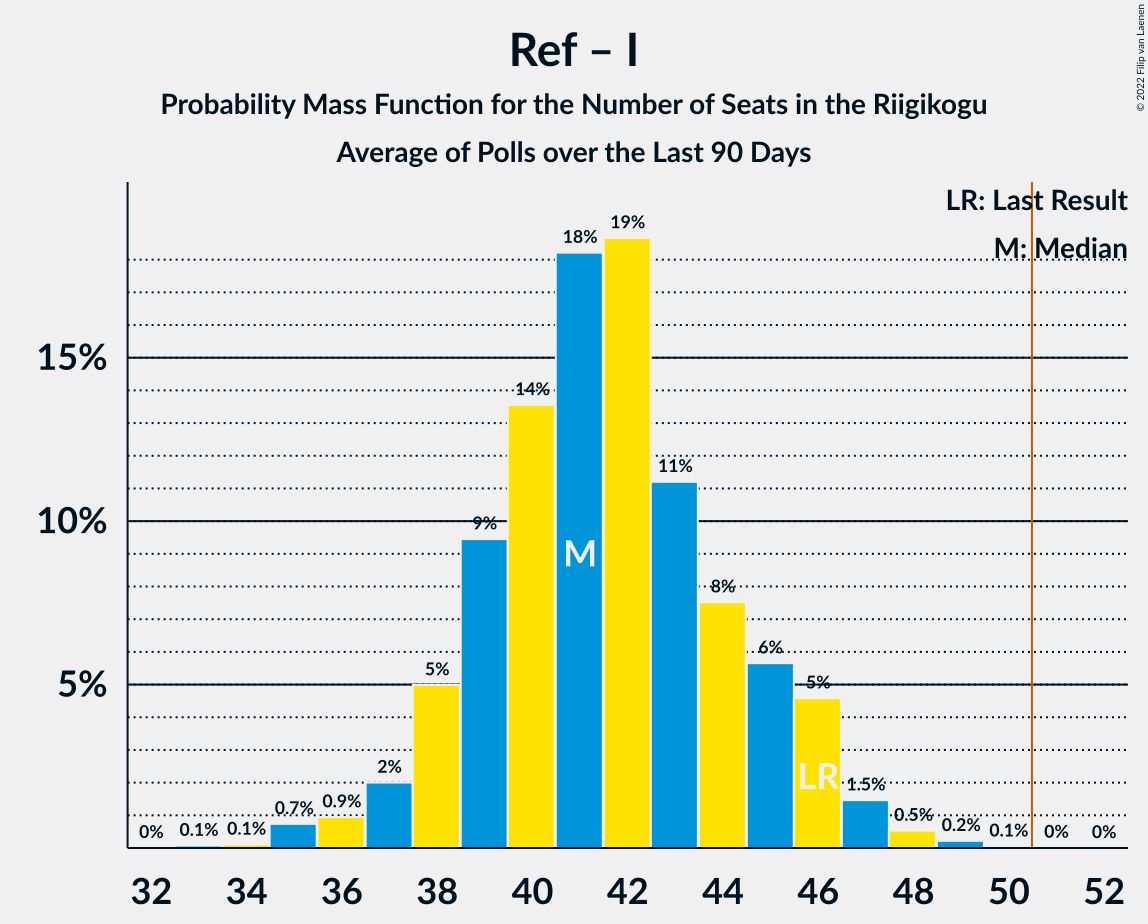 Ref – I
Probability Mass Function for the Number of Seats in the Riigikogu
Average of Polls over the Last 90 Days
© 2022 Filip van Laenen
LR: Last Result
M: Median
15%
10%
5%
0%
0.1%
0.1%
0.7%
0.9%
2%
5%
9%
14%
18%
19%
11%
8%
6%
5%
1.5%
0.5%
0.2%
0.1%
0%
0%
M
LR
32 34 36 38 40 42 44 46 48 50 52